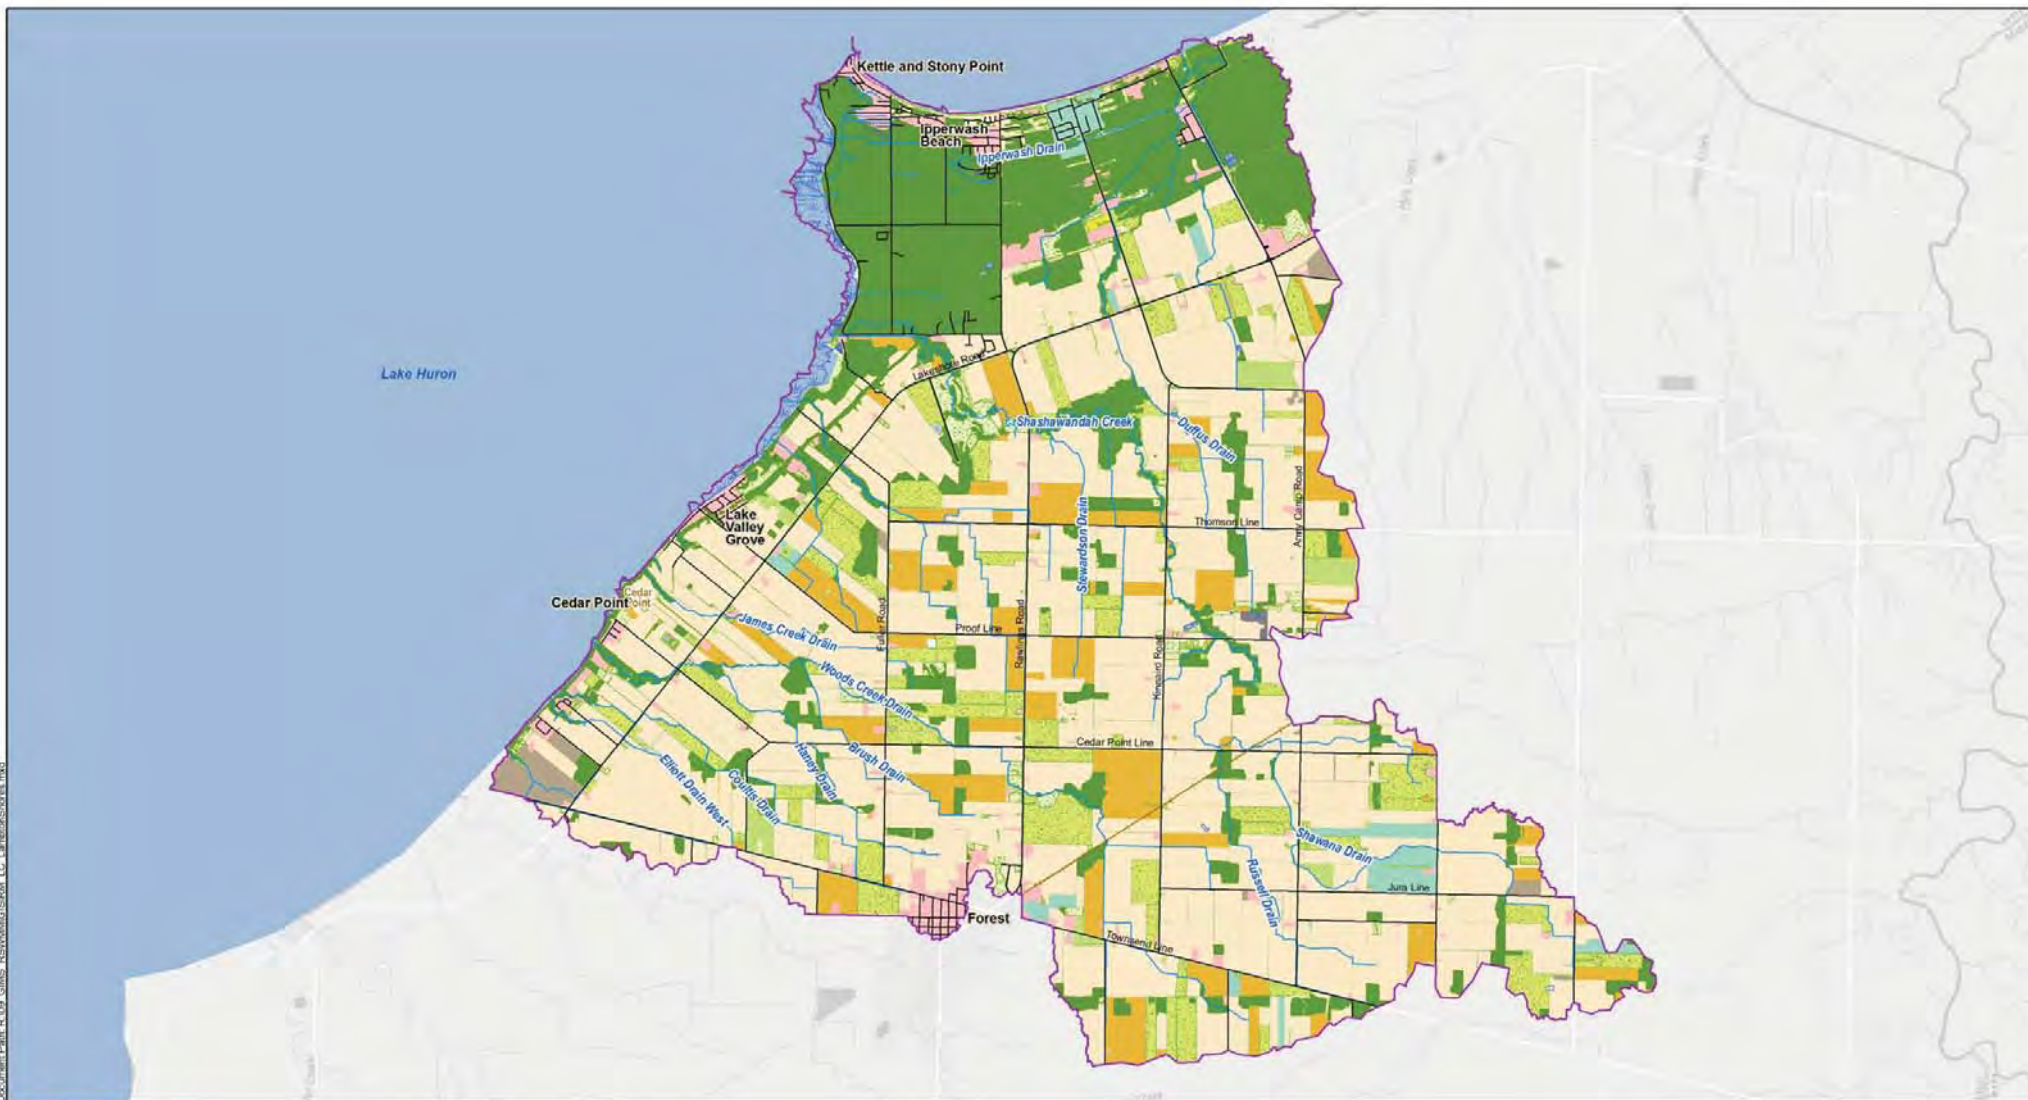 Kettle and Stony Point
Ipperwash
Beach
Ipperwash Drain
Lake Huron
Lakeshore Road
Shashawandah Creek
Duffus Drain
Army Camp Road
Stewardson Drain
Thomson Line
Lake
Valley
Grove
Cedar Point
Cedar
Point
James Creek Drain
Fuller Road
Proof Line
Rawlings Road
Kinnaird Road
Woods Creek Drain
Cedar Point Line
Haney Drain
Brush Drain
Elliott Drain West
Coultis Drain
Shawana Drain
Russell Drain
Jura Line
Forest
Townsend Line